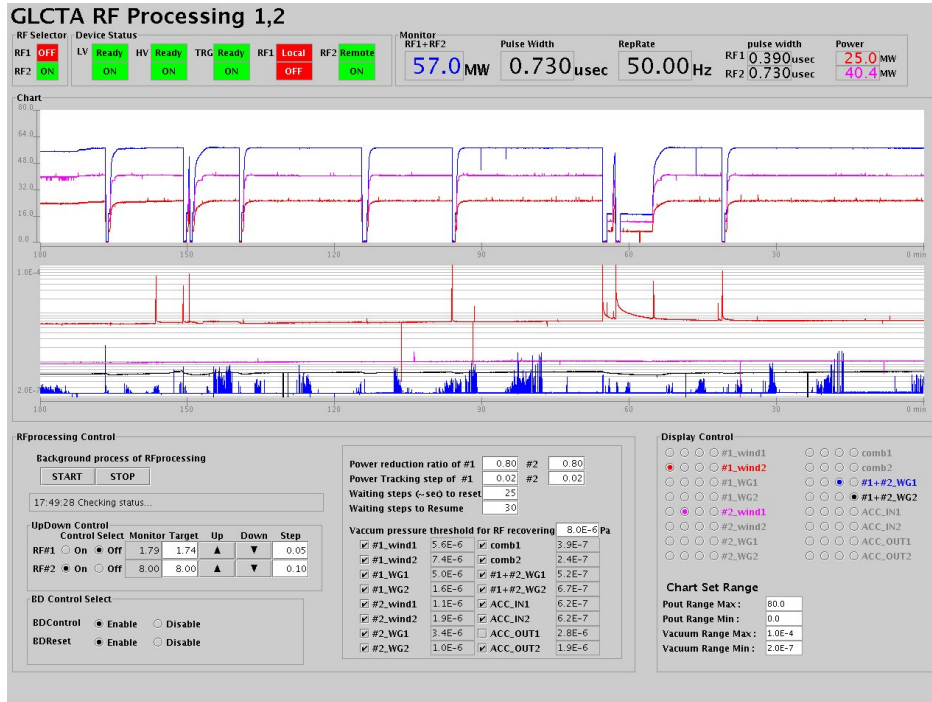 GLCTA RF Processing 1,2
RF Selector Device Status Monitor
RF1 OFF LV Ready HV Ready TRG Ready RF1 Local RF2 Remote RF1+RF2 Pulse Width RepRate pulse width Power
RF2 ON ON ON ON OFF ON 57.0 MW 0.730 usec 50.00 Hz RF1 0.390 usec 25.0 MW
RF2 0.730 usec 40.4 MW
Chart
80.0
64.0
48.0
32.0
16.0
0.0
180 150 120 90 60 30 0 min
1.0E-4
2.0E-7
180 150 120 90 60 30 0 min
RFprocessing Control
Background process of RFprocessing
START STOP
17:49:28 Checking status...
UpDown Control
Control Select Monitor Target Up Down Step
RF#1 On Off 1.79 1.74 ▲ ▼ 0.05
RF#2 On Off 8.00 8.00 ▲ ▼ 0.10
BD Control Select
BDControl Enable Disable
BDReset Enable Disable
Power reduction ratio of #1 0.80 #2 0.80
Power Tracking step of #1 0.02 #2 0.02
Waiting steps (~sec) to reset 25
Waiting steps to Resume 30
Vaccum pressure threshold for RF recovering 8.0E-6 Pa
#1_wind1 5.6E-6 comb1 3.9E-7
#1_wind2 7.4E-6 comb2 2.4E-7
#1_WG1 5.0E-6 #1+#2_WG1 5.2E-7
#1_WG2 1.6E-6 #1+#2_WG2 6.7E-7
#2_wind1 1.1E-6 ACC_IN1 6.2E-7
#2_wind2 1.9E-6 ACC_IN2 6.2E-7
#2_WG1 3.4E-6 ACC_OUT1 2.8E-6
#2_WG2 1.0E-6 ACC_OUT2 1.9E-6
Display Control
#1_wind1 comb1
#1_wind2 comb2
#1_WG1 #1+#2_WG1
#1_WG2 #1+#2_WG2
#2_wind1 ACC_IN1
#2_wind2 ACC_IN2
#2_WG1 ACC_OUT1
#2_WG2 ACC_OUT2
Chart Set Range
Pout Range Max : 80.0
Pout Range Min : 0.0
Vacuum Range Max : 1.0E-4
Vacuum Range Min : 2.0E-7